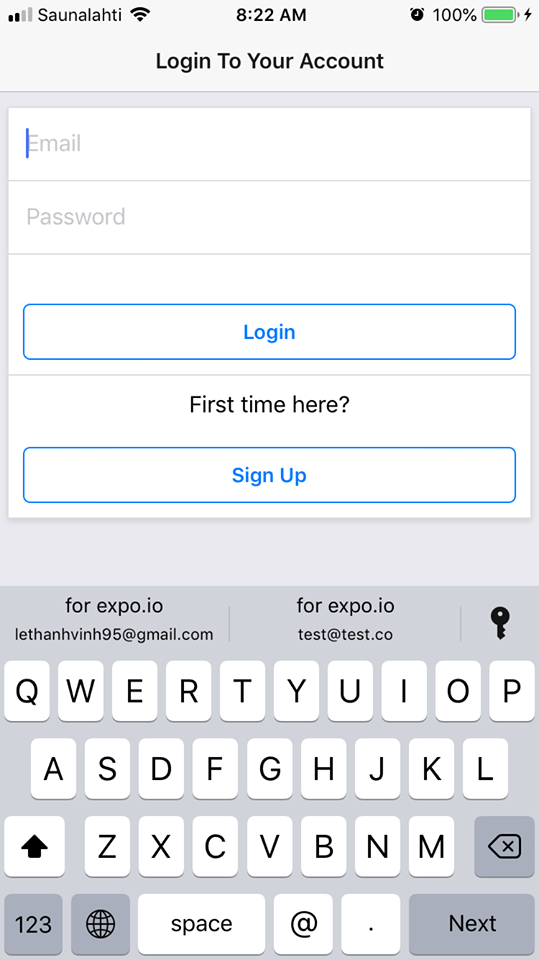 Saunalahti 8:22 AM 100%
Login To Your Account
Email
Password
Login
First time here?
Sign Up
for expo.io for expo.io
lethanhvinh95@gmail.com test@test.co
Q W E R T Y U I O P
A S D F G H J K L
Z X C V B N M
123 space @ . Next